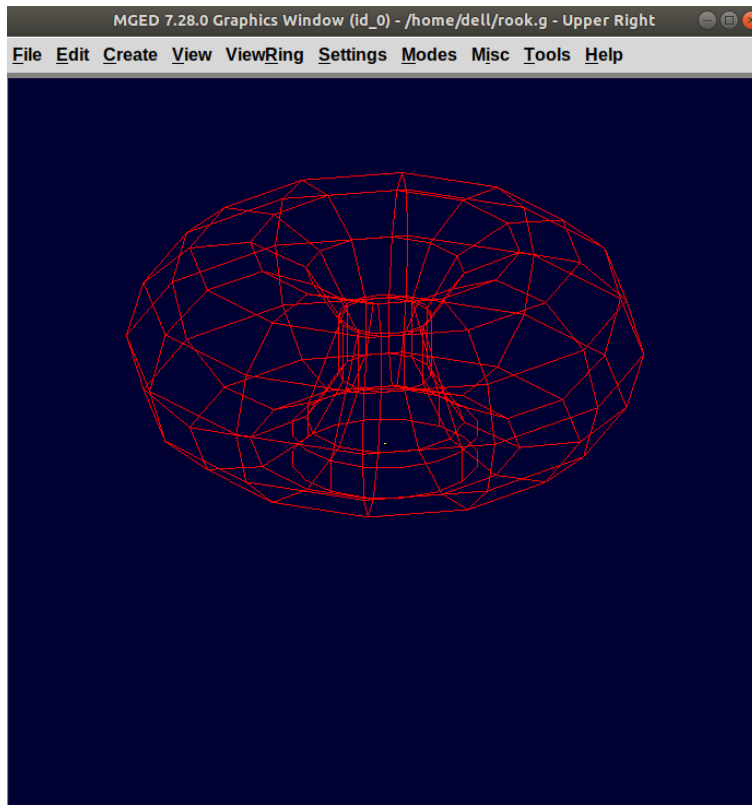 MGED 7.28.0 Graphics Window (id_0) - /home/dell/rook.g - Upper Right
File Edit Create View ViewRing Settings Modes Misc Tools Help